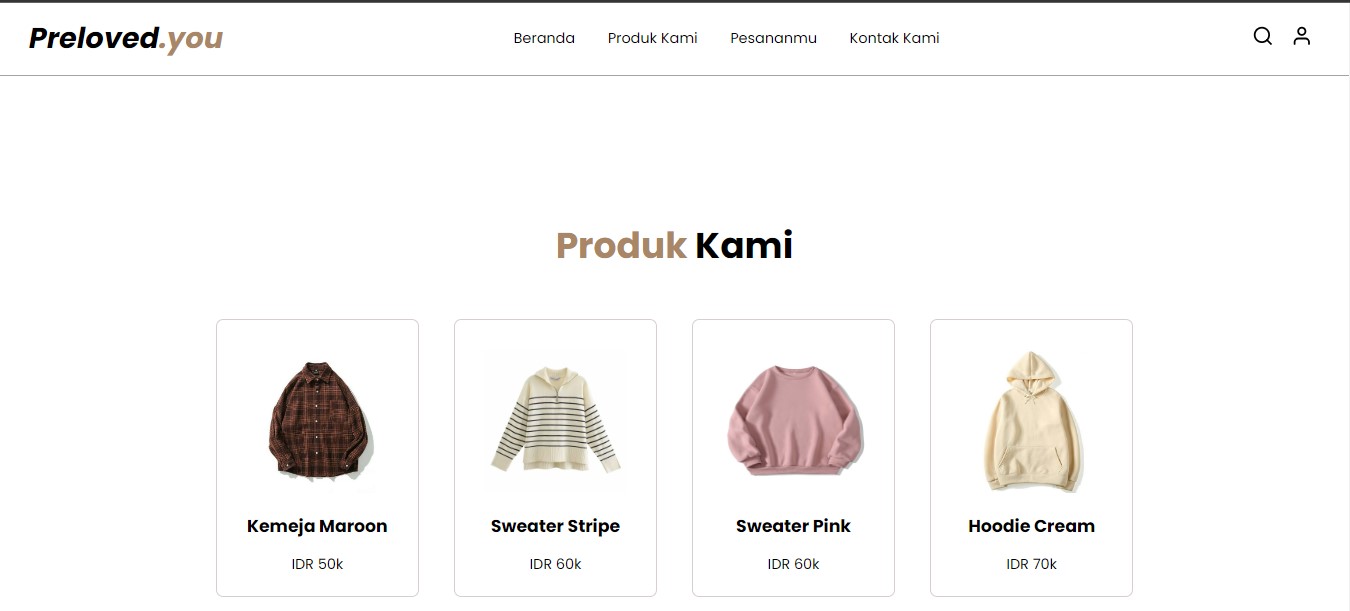 Preloved.you
Beranda Produk Kami Pesananmu Kontak Kami
Produk Kami
Kemeja Maroon
IDR 50k
Sweater Stripe
IDR 60k
Sweater Pink
IDR 60k
Hoodie Cream
IDR 70k